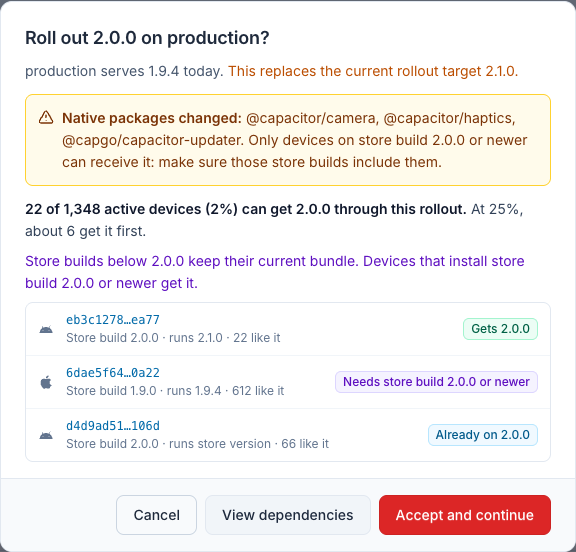 Roll out 2.0.0 on production?
production serves 1.9.4 today. This replaces the current rollout target 2.1.0.
Native packages changed: @capacitor/camera, @capacitor/haptics,
@capgo/capacitor-updater. Only devices on store build 2.0.0 or newer
can receive it: make sure those store builds include them.
22 of 1,348 active devices (2%) can get 2.0.0 through this rollout. At 25%,
about 6 get it first.
Store builds below 2.0.0 keep their current bundle. Devices that install store
build 2.0.0 or newer get it.
eb3c1278…ea77
Store build 2.0.0 · runs 2.1.0 · 22 like it
Gets 2.0.0
6dae5f64…0a22
Store build 1.9.0 · runs 1.9.4 · 612 like it
Needs store build 2.0.0 or newer
d4d9ad51…106d
Store build 2.0.0 · runs store version · 66 like it
Already on 2.0.0
Cancel
View dependencies
Accept and continue